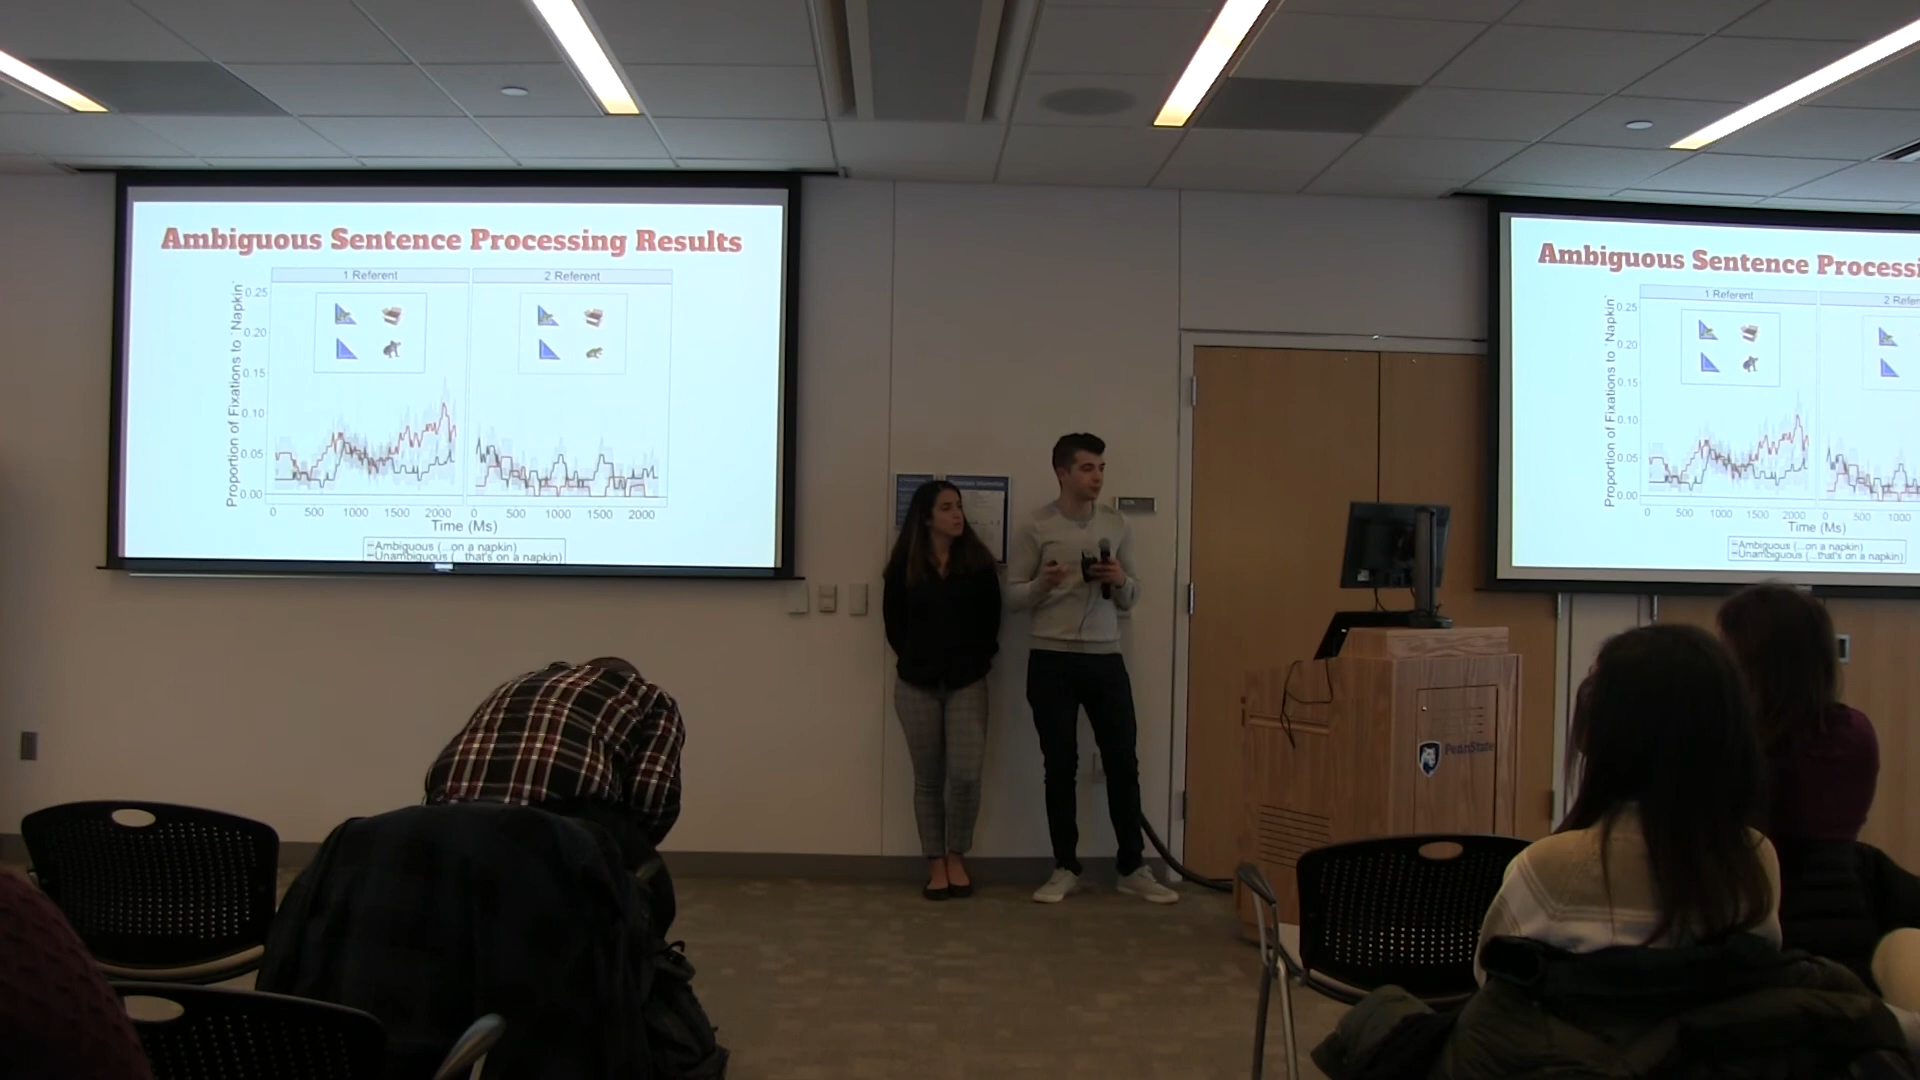 Ambiguous Sentence Processing Results
1 Referent
2 Referent
Proportion of Fixations to 'Napkin'
0.25
0.20
0.15
0.10
0.05
0.00
0 500 1000 1500 2000
0 500 1000 1500 2000
Time (Ms)
Ambiguous (...on a napkin)
Unambiguous (...that's on a napkin)
Ambiguous Sentence Processi
1 Referent
2 Refer
Proportion of Fixations to 'Napkin'
0.25
0.20
0.15
0.10
0.05
0.00
0 500 1000 1500 2000
0 500 1000
Time (Ms)
Ambiguous (...on a napkin)
Unambiguous (...that's on a napkin)
PennState